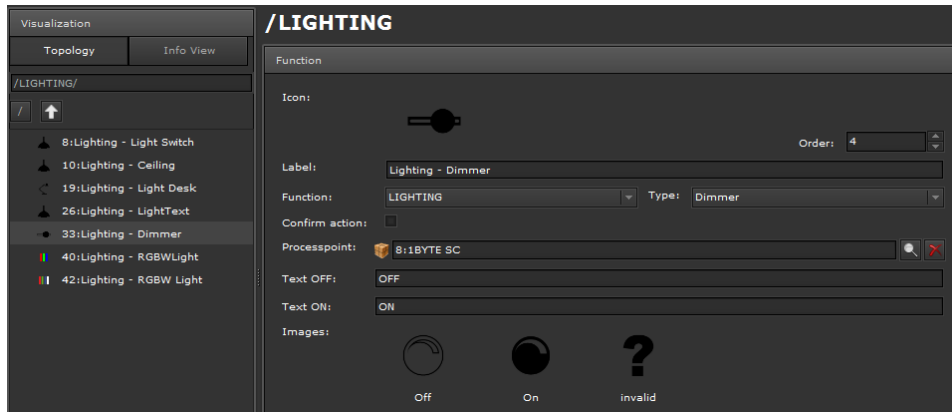 Visualization
Topology
Info View
/LIGHTING/
/
8:Lighting - Light Switch
10:Lighting - Ceiling
19:Lighting - Light Desk
26:Lighting - LightText
33:Lighting - Dimmer
40:Lighting - RGBWLight
42:Lighting - RGBW Light
/LIGHTING
Function
Icon:
Order: 4
Label: Lighting - Dimmer
Function: LIGHTING Type: Dimmer
Confirm action:
Processpoint: 8:1BYTE SC
Text OFF: OFF
Text ON: ON
Images:
?
Off On invalid